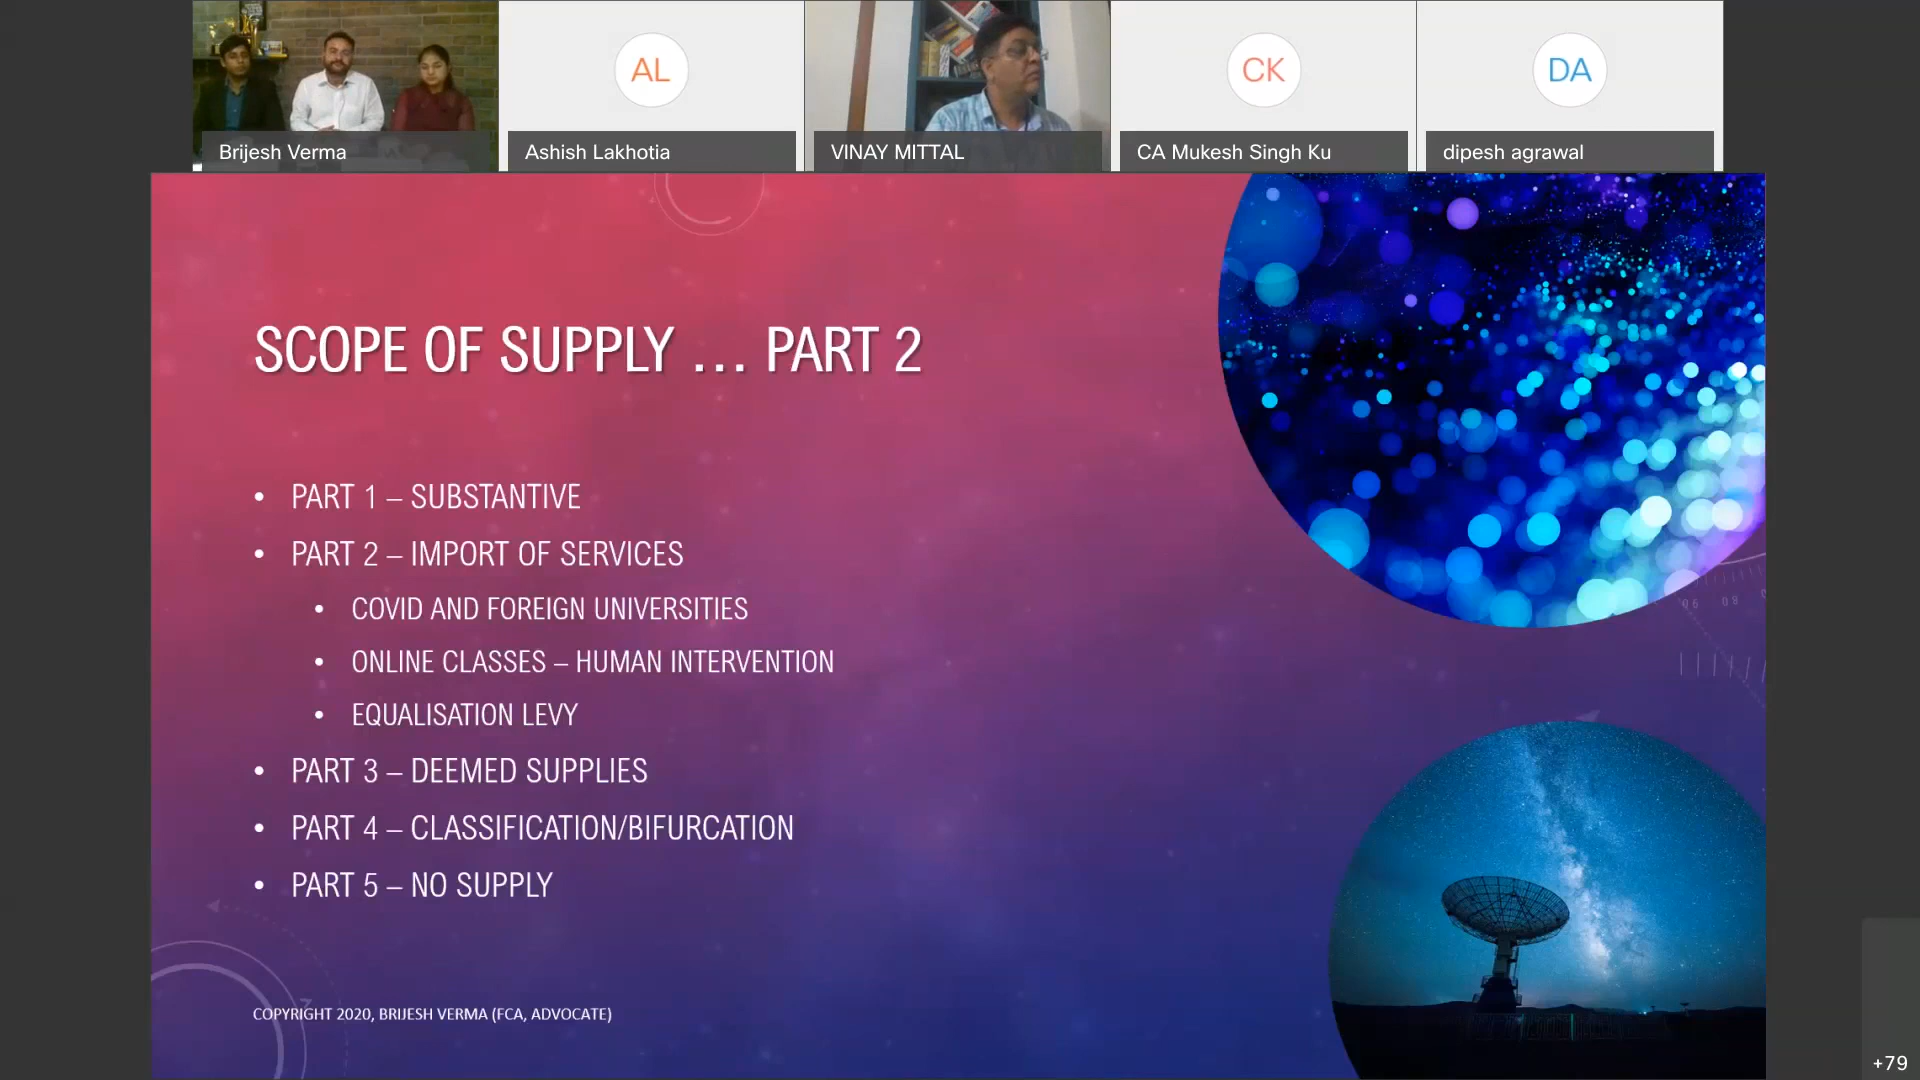 AL
CK
DA
Brijesh Verma
Ashish Lakhotia
VINAY MITTAL
CA Mukesh Singh Ku
dipesh agrawal
SCOPE OF SUPPLY ... PART 2
• PART 1 – SUBSTANTIVE
• PART 2 – IMPORT OF SERVICES
• COVID AND FOREIGN UNIVERSITIES
• ONLINE CLASSES – HUMAN INTERVENTION
• EQUALISATION LEVY
• PART 3 – DEEMED SUPPLIES
• PART 4 – CLASSIFICATION/BIFURCATION
• PART 5 – NO SUPPLY
COPYRIGHT 2020, BRIJESH VERMA (FCA, ADVOCATE)
+79